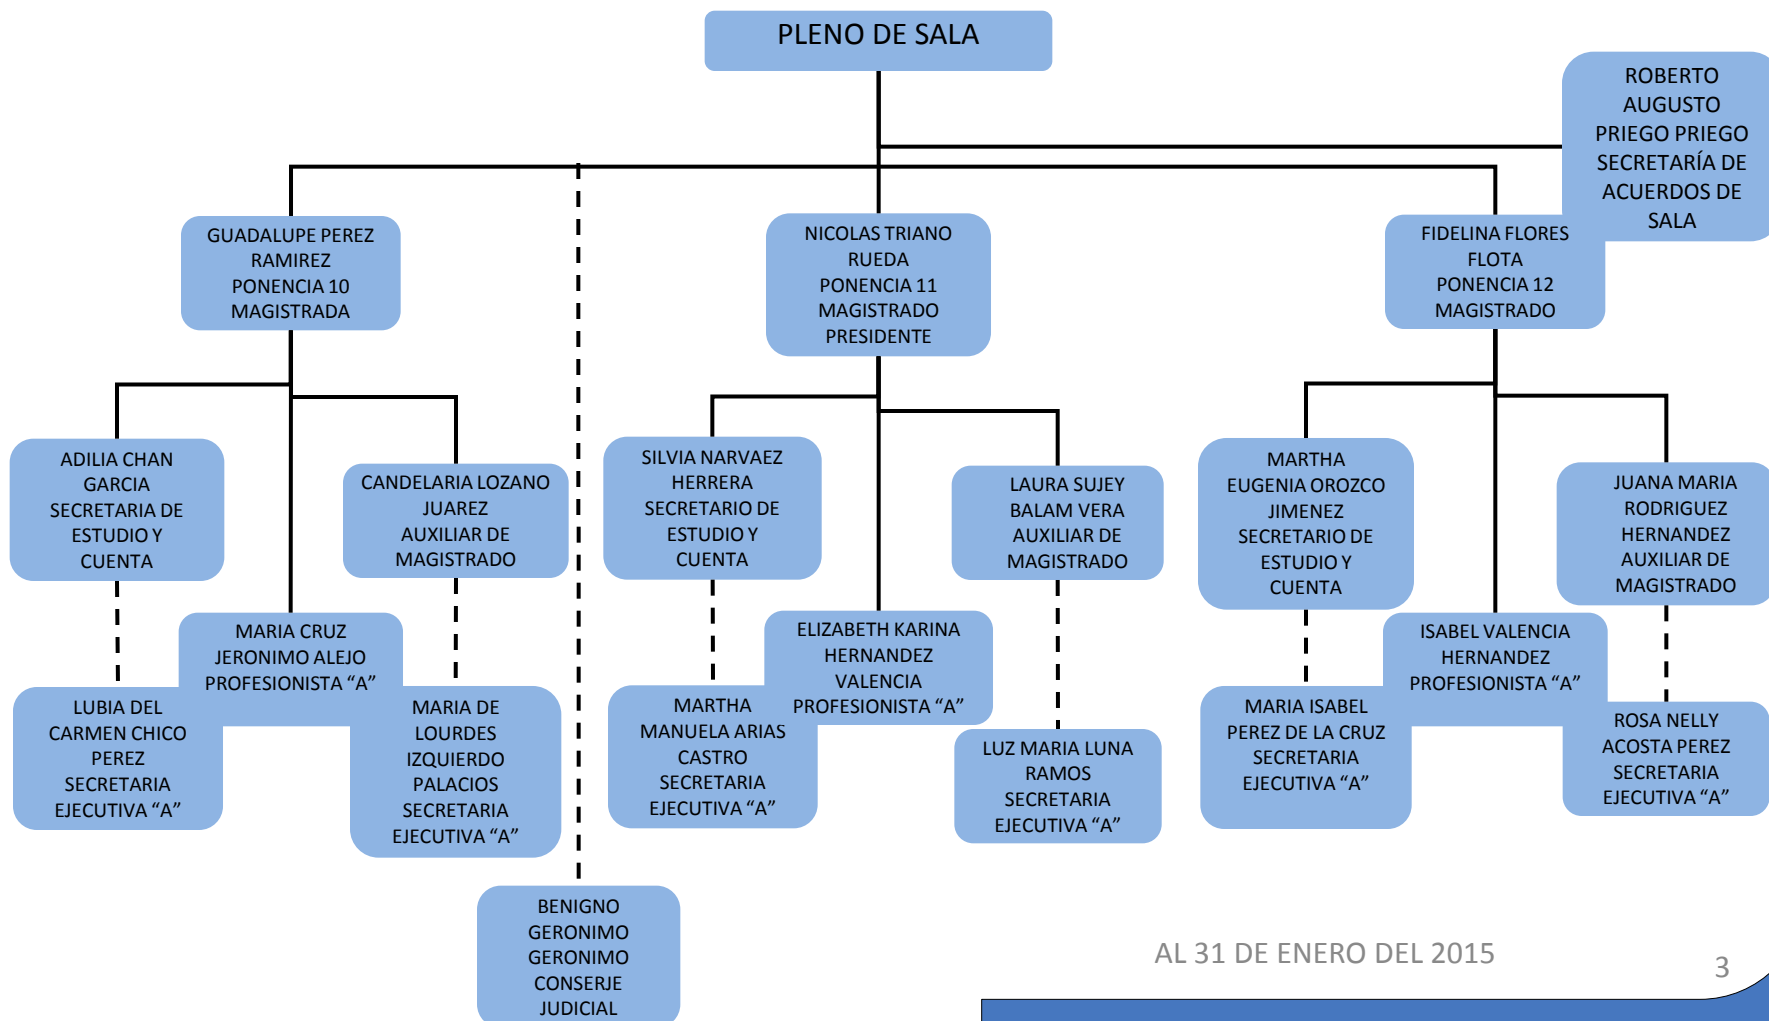 PLENO DE SALA
ROBERTO
AUGUSTO
PRIEGO PRIEGO
SECRETARÍA DE
ACUERDOS DE
SALA
GUADALUPE PEREZ
RAMIREZ
PONENCIA 10
MAGISTRADA
NICOLAS TRIANO
RUEDA
PONENCIA 11
MAGISTRADO
PRESIDENTE
FIDELINA FLORES
FLOTA
PONENCIA 12
MAGISTRADO
ADILIA CHAN
GARCIA
SECRETARIA DE
ESTUDIO Y
CUENTA
CANDELARIA LOZANO
JUAREZ
AUXILIAR DE
MAGISTRADO
SILVIA NARVAEZ
HERRERA
SECRETARIO DE
ESTUDIO Y
CUENTA
LAURA SUJEY
BALAM VERA
AUXILIAR DE
MAGISTRADO
MARTHA
EUGENIA OROZCO
JIMENEZ
SECRETARIO DE
ESTUDIO Y
CUENTA
JUANA MARIA
RODRIGUEZ
HERNANDEZ
AUXILIAR DE
MAGISTRADO
MARIA CRUZ
JERONIMO ALEJO
PROFESIONISTA “A”
ELIZABETH KARINA
HERNANDEZ
VALENCIA
PROFESIONISTA “A”
ISABEL VALENCIA
HERNANDEZ
PROFESIONISTA “A”
LUBIA DEL
CARMEN CHICO
PEREZ
SECRETARIA
EJECUTIVA “A”
MARIA DE
LOURDES
IZQUIERDO
PALACIOS
SECRETARIA
EJECUTIVA “A”
MARTHA
MANUELA ARIAS
CASTRO
SECRETARIA
EJECUTIVA “A”
LUZ MARIA LUNA
RAMOS
SECRETARIA
EJECUTIVA “A”
MARIA ISABEL
PEREZ DE LA CRUZ
SECRETARIA
EJECUTIVA “A”
ROSA NELLY
ACOSTA PEREZ
SECRETARIA
EJECUTIVA “A”
BENIGNO
GERONIMO
GERONIMO
CONSERJE
JUDICIAL
AL 31 DE ENERO DEL 2015
3